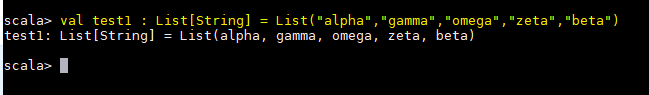 scala> val test1 : List[String] = List("alpha","gamma","omega","zeta","beta")
test1: List[String] = List(alpha, gamma, omega, zeta, beta)
scala>